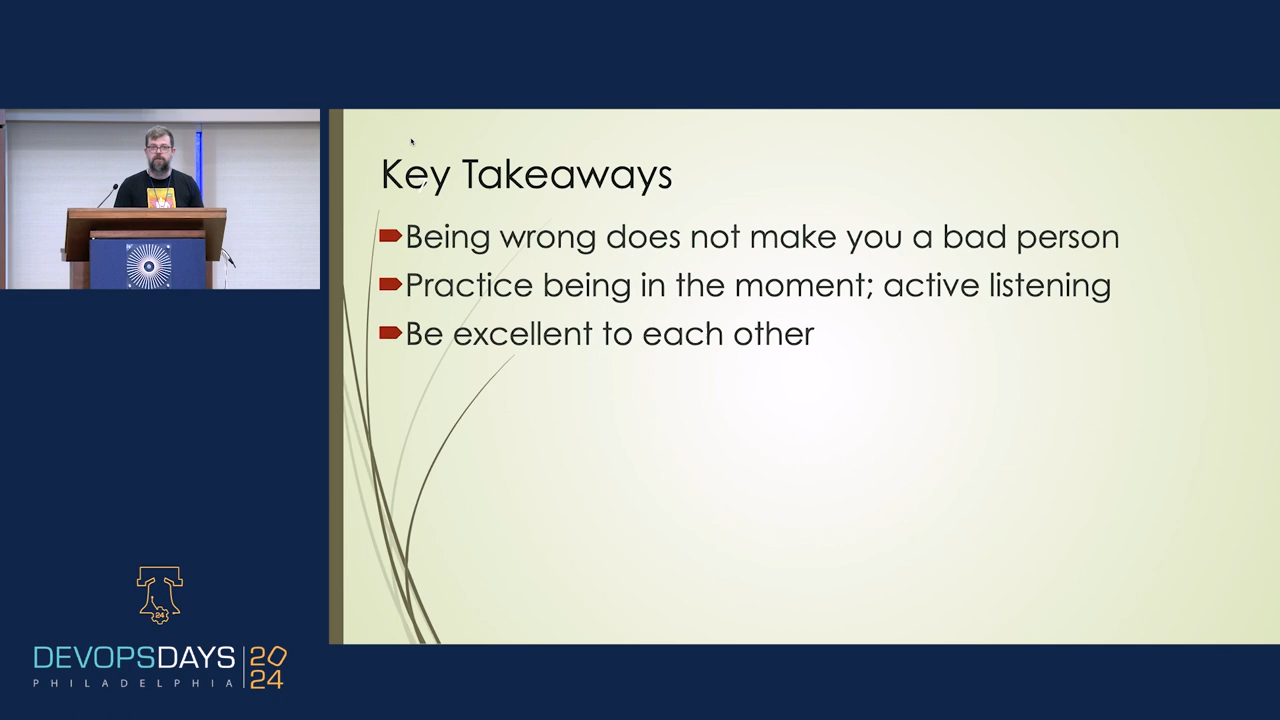 Key Takeaways
Being wrong does not make you a bad person
Practice being in the moment; active listening
Be excellent to each other
24
DEVOPSDAYS 2024
PHILADELPHIA